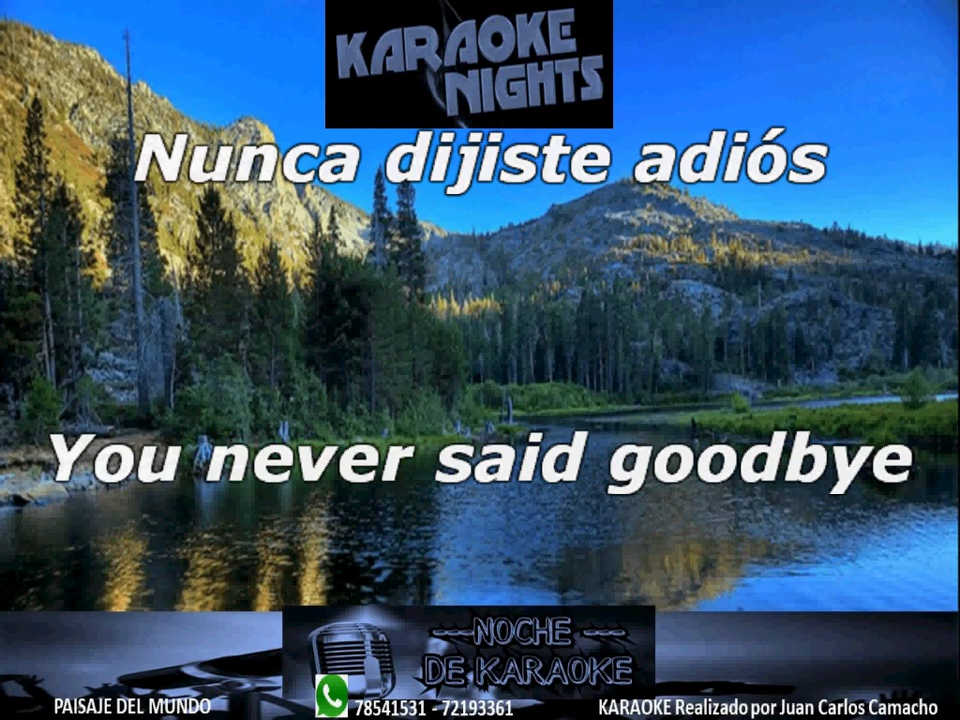 KARAOKE
NIGHTS
Nunca dijiste adiós
You never said goodbye
---NOCHE---
DE KARAOKE
PAISAJE DEL MUNDO
78541531 - 72193361
KARAOKE Realizado por Juan Carlos Camacho